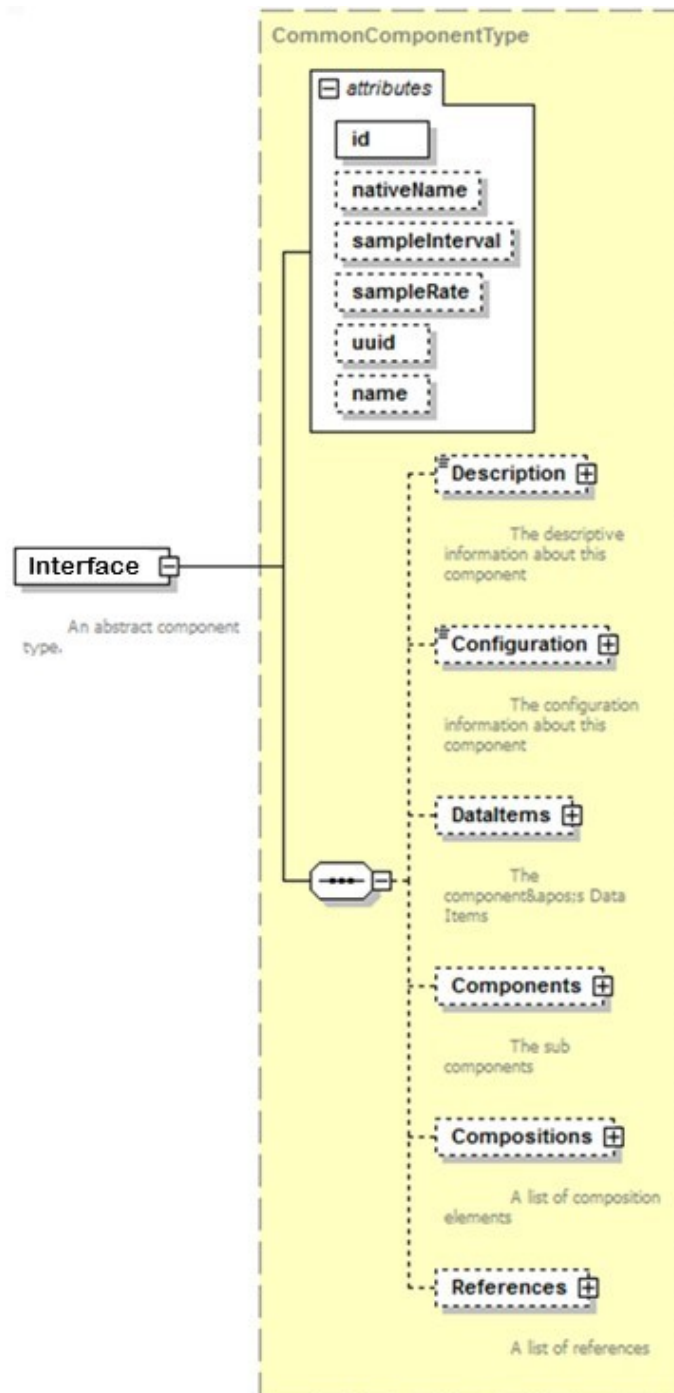 CommonComponentType
attributes
id
nativeName
sampleInterval
sampleRate
uuid
name
Interface
An abstract component
type.
Description
The descriptive
information about this
component
Configuration
The configuration
information about this
component
DataItems
The
component&apos;s Data
Items
Components
The sub
components
Compositions
A list of composition
elements
References
A list of references